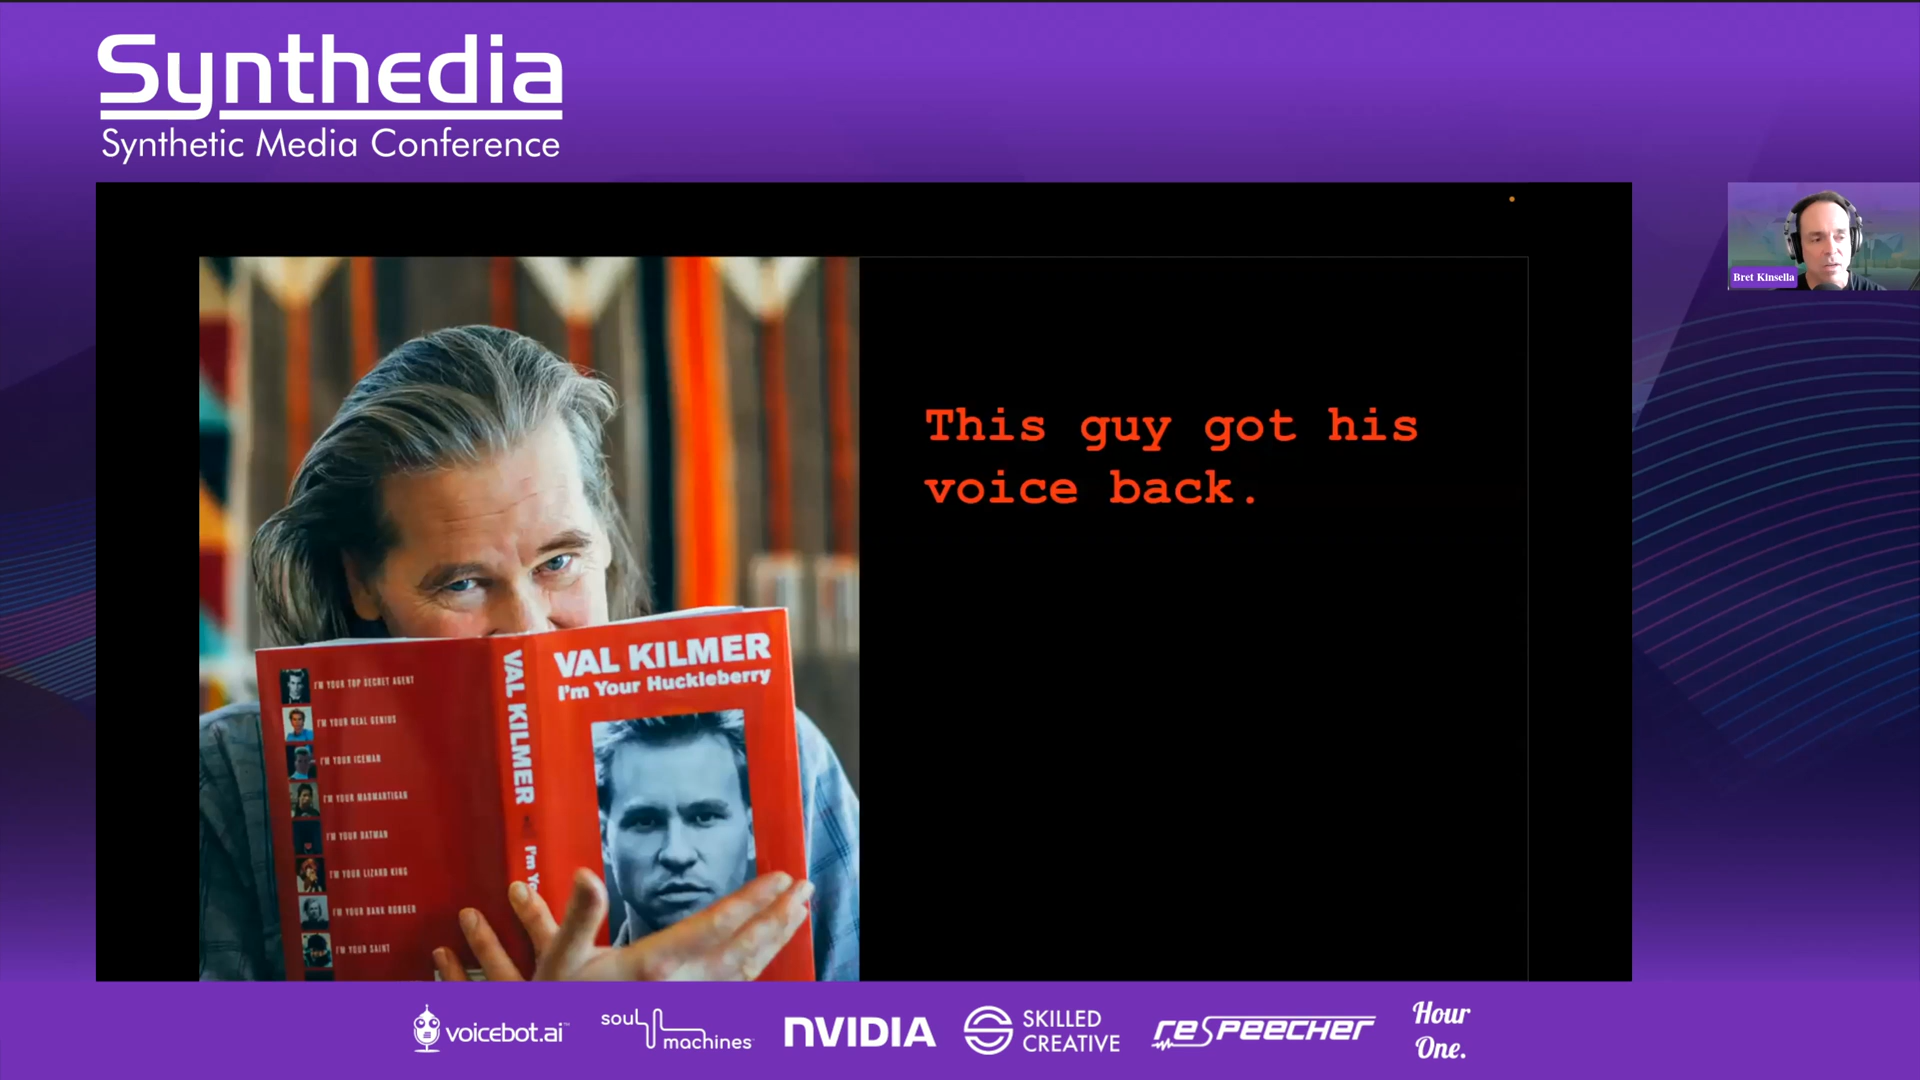 Synthedia
Synthetic Media Conference
Bret Kinsella
This guy got his
voice back.
VAL KILMER
I'm Your Huckleberry
VAL KILMER
I'm Yo
I'M YOUR TOP SECRET AGENT
I'M YOUR REAL GENIUS
I'M YOUR ICEMAN
I'M YOUR MADMARTIGAN
I'M YOUR BATMAN
I'M YOUR LIZARD KING
I'M YOUR BANK ROBBER
I'M YOUR SAINT
voicebot.ai™
soul machines
NVIDIA
SKILLED
CREATIVE
RESPEECHER
Hour
One.